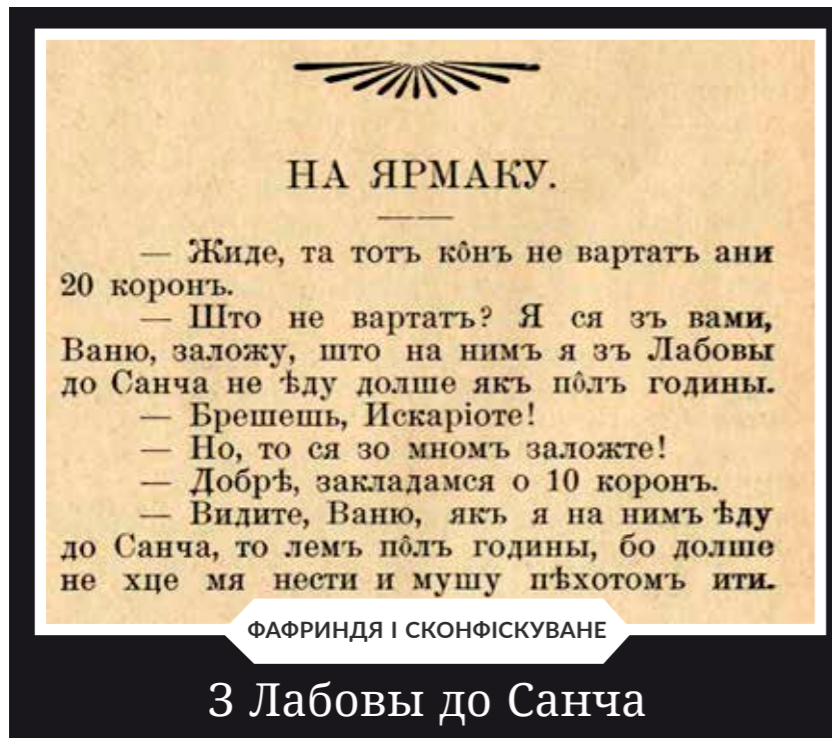 НА ЯРМАКУ.
— Жиде, та тотъ кôнъ не вартатъ ани
20 коронъ.
— Што не вартатъ? Я ся зъ вами,
Ваню, заложу, што на нимъ я зъ Лабовы
до Санча не ѣду долше якъ пôлъ годины.
— Брешешь, Искаріоте!
— Но, то ся зо мномъ заложте!
— Добрѣ, закладамся о 10 коронъ.
— Видите, Ваню, якъ я на нимъ ѣду
до Санча, то лемъ пôлъ годины, бо долше
не хце мя нести и мушу пѣхотомъ ити.
ФАФРИНДЯ І СКОНФІСКУВАНЕ
З Лабовы до Санча